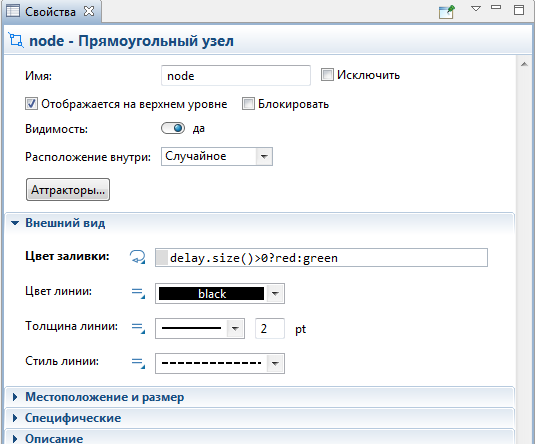 Свойства
node - Прямоугольный узел
Имя: node Исключить
Отображается на верхнем уровне Блокировать
Видимость: да
Расположение внутри: Случайное
Аттракторы...
Внешний вид
Цвет заливки: delay.size()>0?red:green
Цвет линии: black
Толщина линии: 2 pt
Стиль линии:
Местоположение и размер
Специфические
Описание